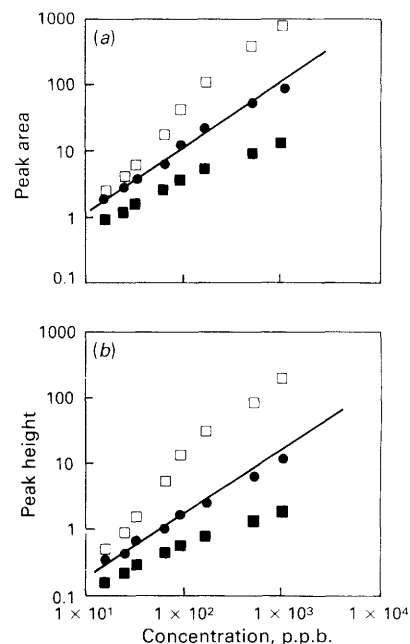 1000
(a)
100
10
1
0.1
Peak area
1000
(b)
100
10
1
0.1
Peak height
1 × 10¹ 1 × 10² 1 × 10³ 1 × 10⁴
Concentration, p.p.b.